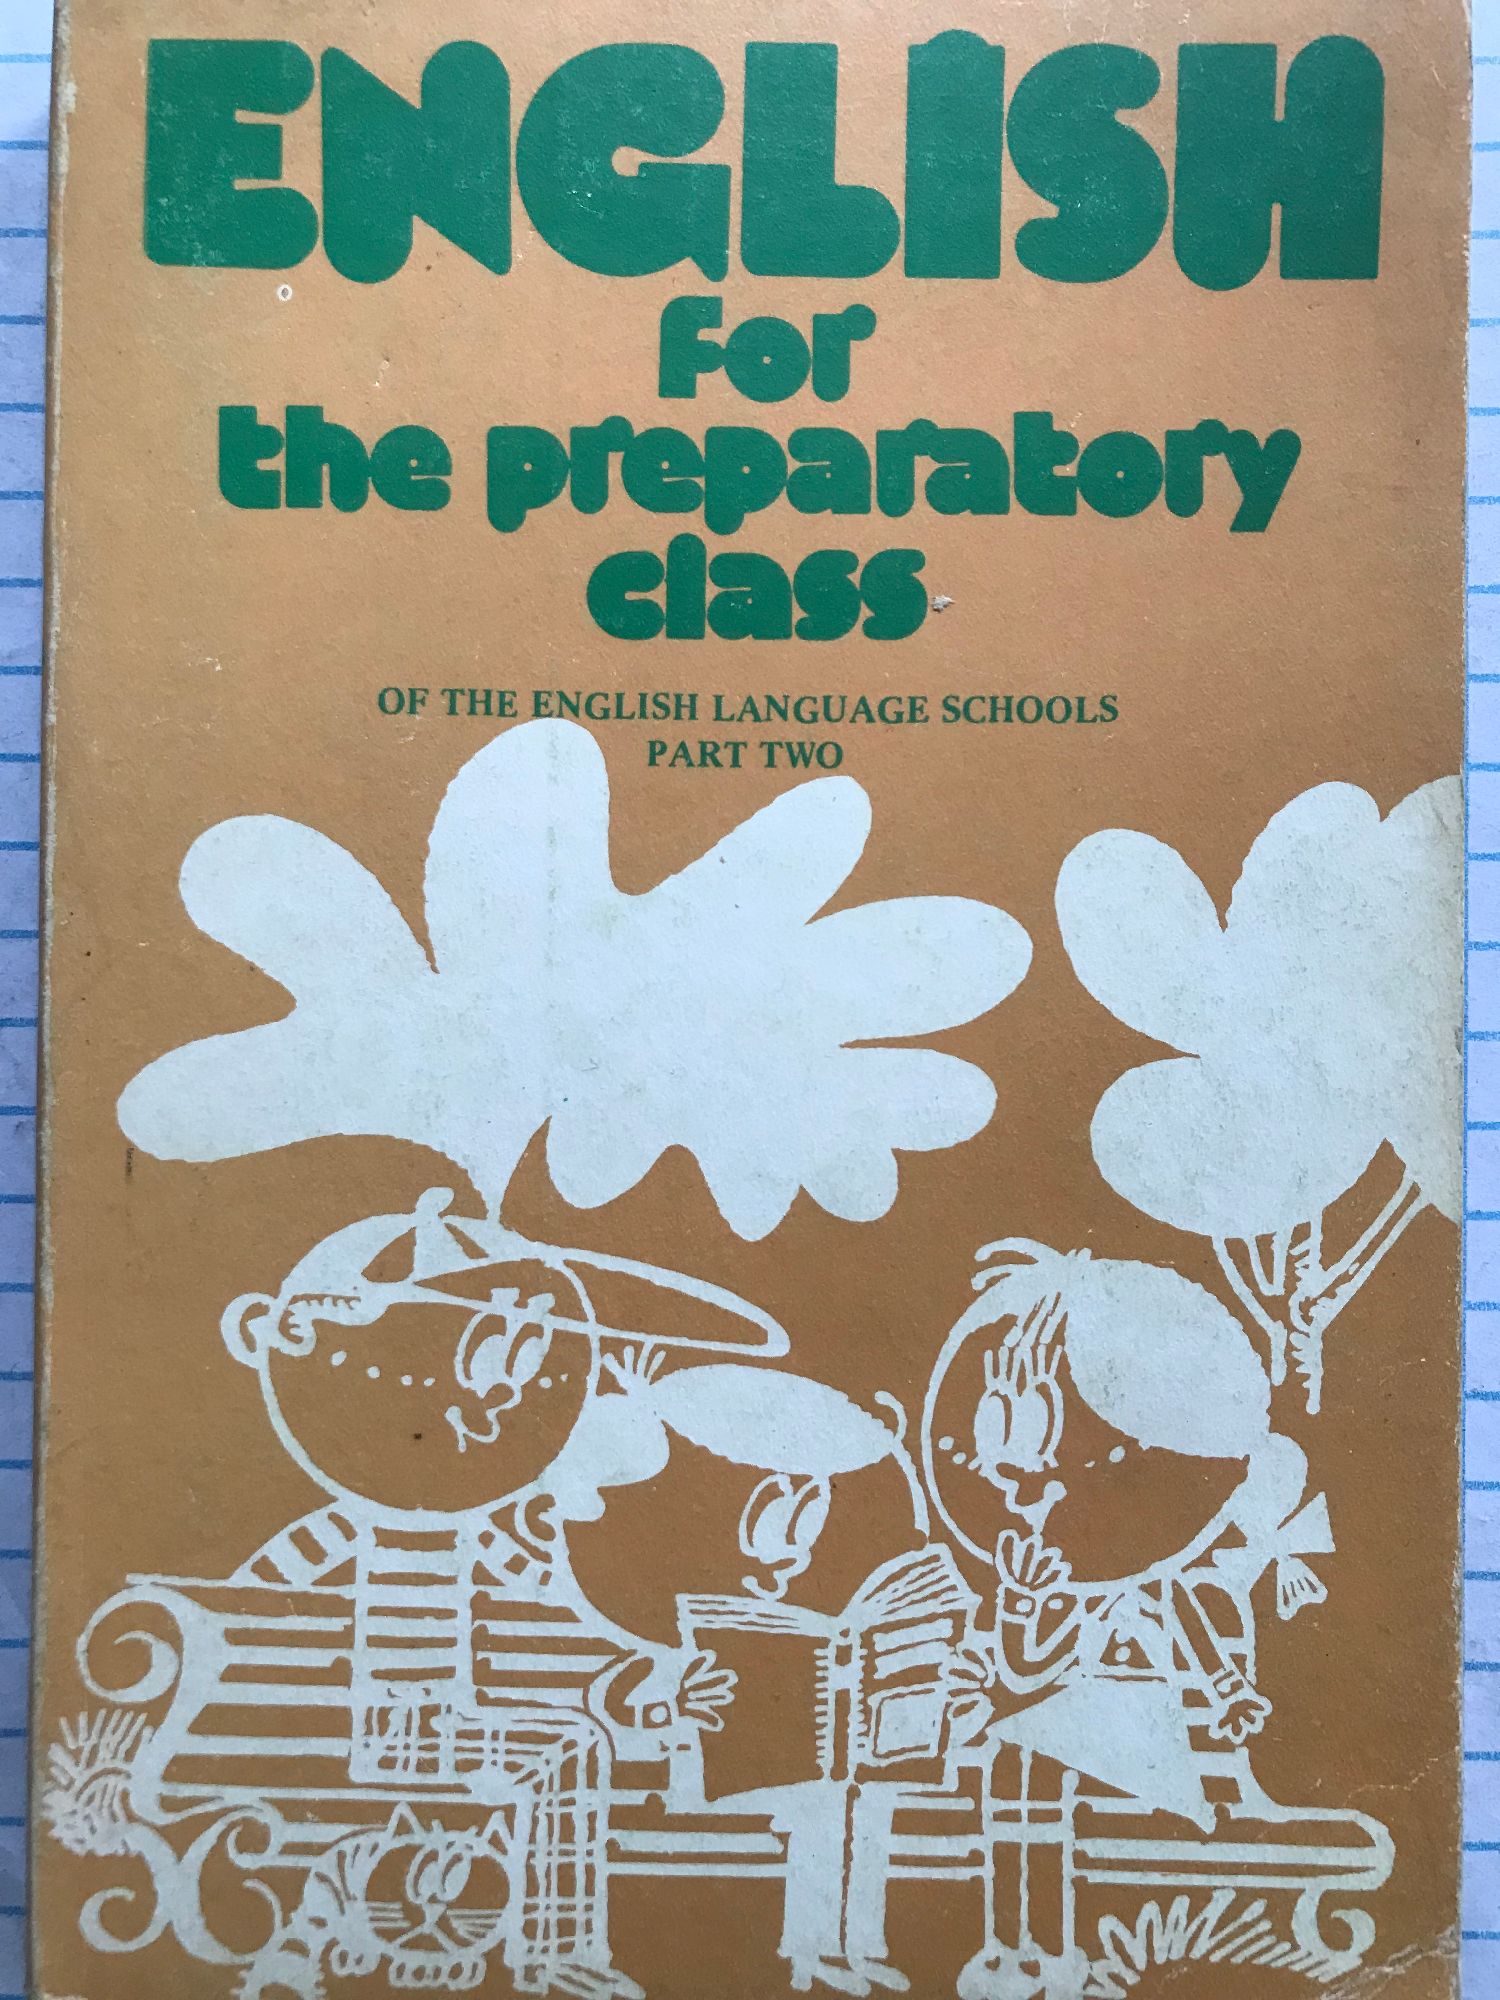 ENGLISH
for
the preparatory
class
OF THE ENGLISH LANGUAGE SCHOOLS
PART TWO